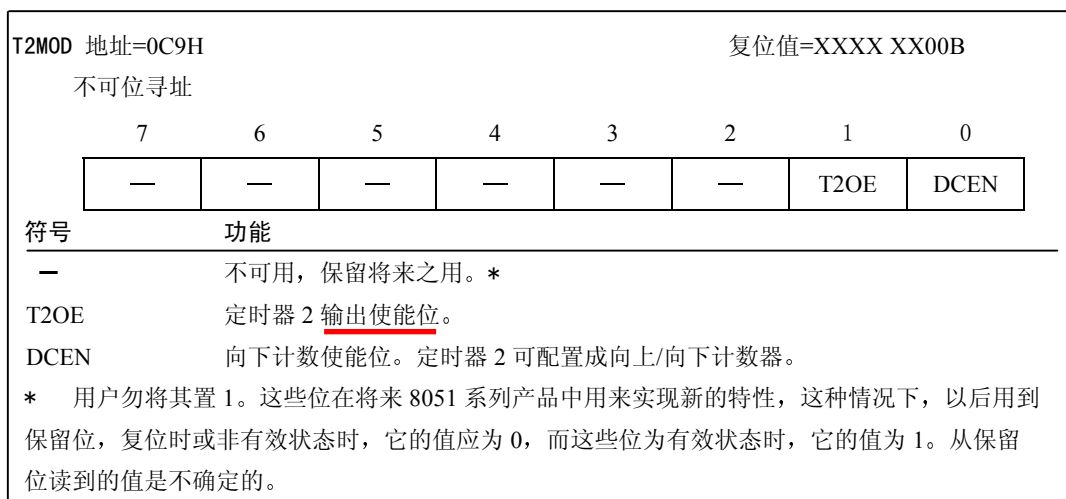 T2MOD 地址=0C9H 复位值=XXXX XX00B
不可位寻址
7 6 5 4 3 2 1 0
— — — — — — T2OE DCEN
符号 功能
— 不可用，保留将来之用。*
T2OE 定时器 2 输出使能位。
DCEN 向下计数使能位。定时器 2 可配置成向上/向下计数器。
* 用户勿将其置 1。这些位在将来 8051 系列产品中用来实现新的特性，这种情况下，以后用到
保留位，复位时或非有效状态时，它的值应为 0，而这些位为有效状态时，它的值为 1。从保留
位读到的值是不确定的。